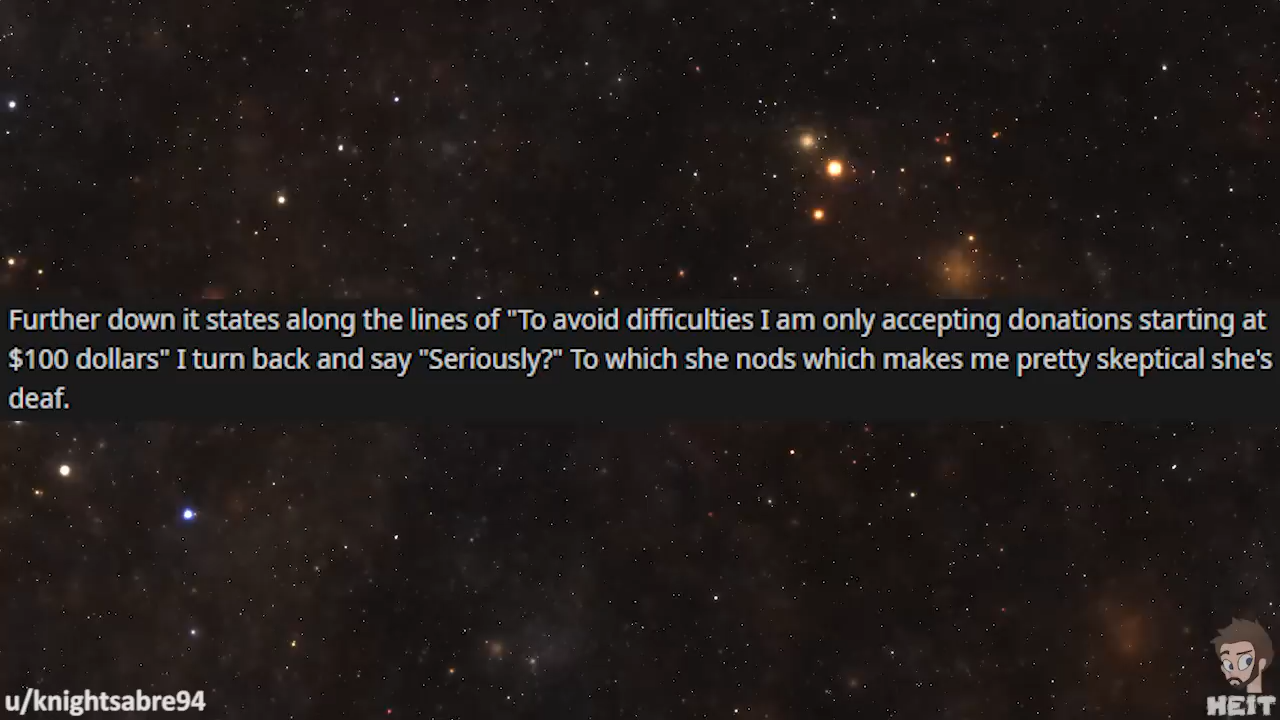 Further down it states along the lines of "To avoid difficulties I am only accepting donations starting at
$100 dollars" I turn back and say "Seriously?" To which she nods which makes me pretty skeptical she's
deaf.
u/knightsabre94
HEIT